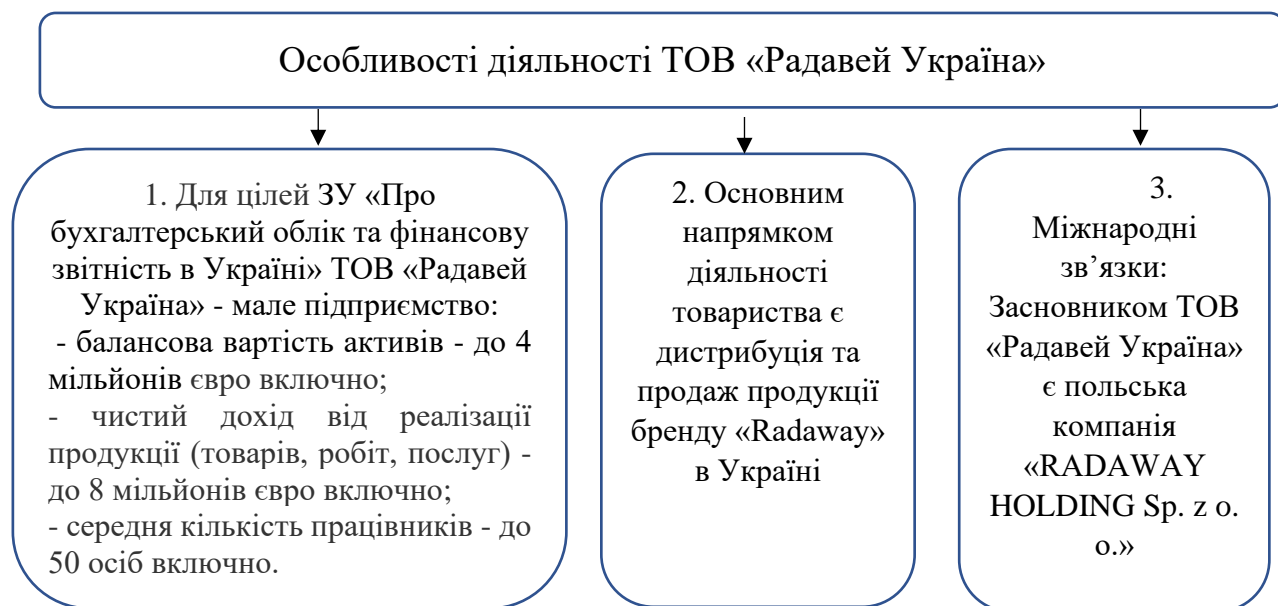 Особливості діяльності ТОВ «Радавей Україна»
1. Для цілей ЗУ «Про
бухгалтерський облік та фінансову
звітність в Україні» ТОВ «Радавей
Україна» - мале підприємство:
- балансова вартість активів - до 4
мільйонів євро включно;
- чистий дохід від реалізації
продукції (товарів, робіт, послуг) -
до 8 мільйонів євро включно;
- середня кількість працівників - до
50 осіб включно.
2. Основним
напрямком
діяльності
товариства є
дистрибуція та
продаж продукції
бренду «Radaway»
в Україні
3.
Міжнародні
зв’язки:
Засновником ТОВ
«Радавей Україна»
є польська
компанія
«RADAWAY
HOLDING Sp. z o.
o.»